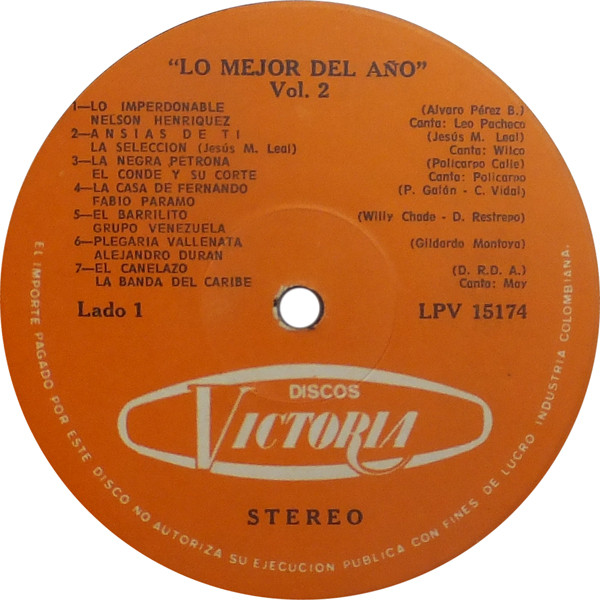 "LO MEJOR DEL AÑO"
Vol. 2
1—LO IMPERDONABLE (Alvaro Pérez B.)
NELSON HENRIQUEZ Canta: Leo Pacheco
2—ANSIAS DE TI (Jesús M. Leal)
LA SELECCION (Jesús M. Leal) Canta: Wilco
3—LA NEGRA PETRONA (Policarpo Calle)
EL CONDE Y SU CORTE Canta: Policarpo
4—LA CASA DE FERNANDO (P. Galán - C. Vidal)
FABIO PARAMO
5—EL BARRILITO (Willy Chade - D. Restrepo)
GRUPO VENEZUELA
6—PLEGARIA VALLENATA (Gildardo Montoya)
ALEJANDRO DURAN
7—EL CANELAZO (D. R. D. A.)
LA BANDA DEL CARIBE Canta: May
Lado 1 LPV 15174
DISCOS
VICTORIA
STEREO
EL IMPORTE PAGADO POR ESTE DISCO NO AUTORIZA SU EJECUCION PUBLICA CON FINES DE LUCRO INDUSTRIA COLOMBIANA.